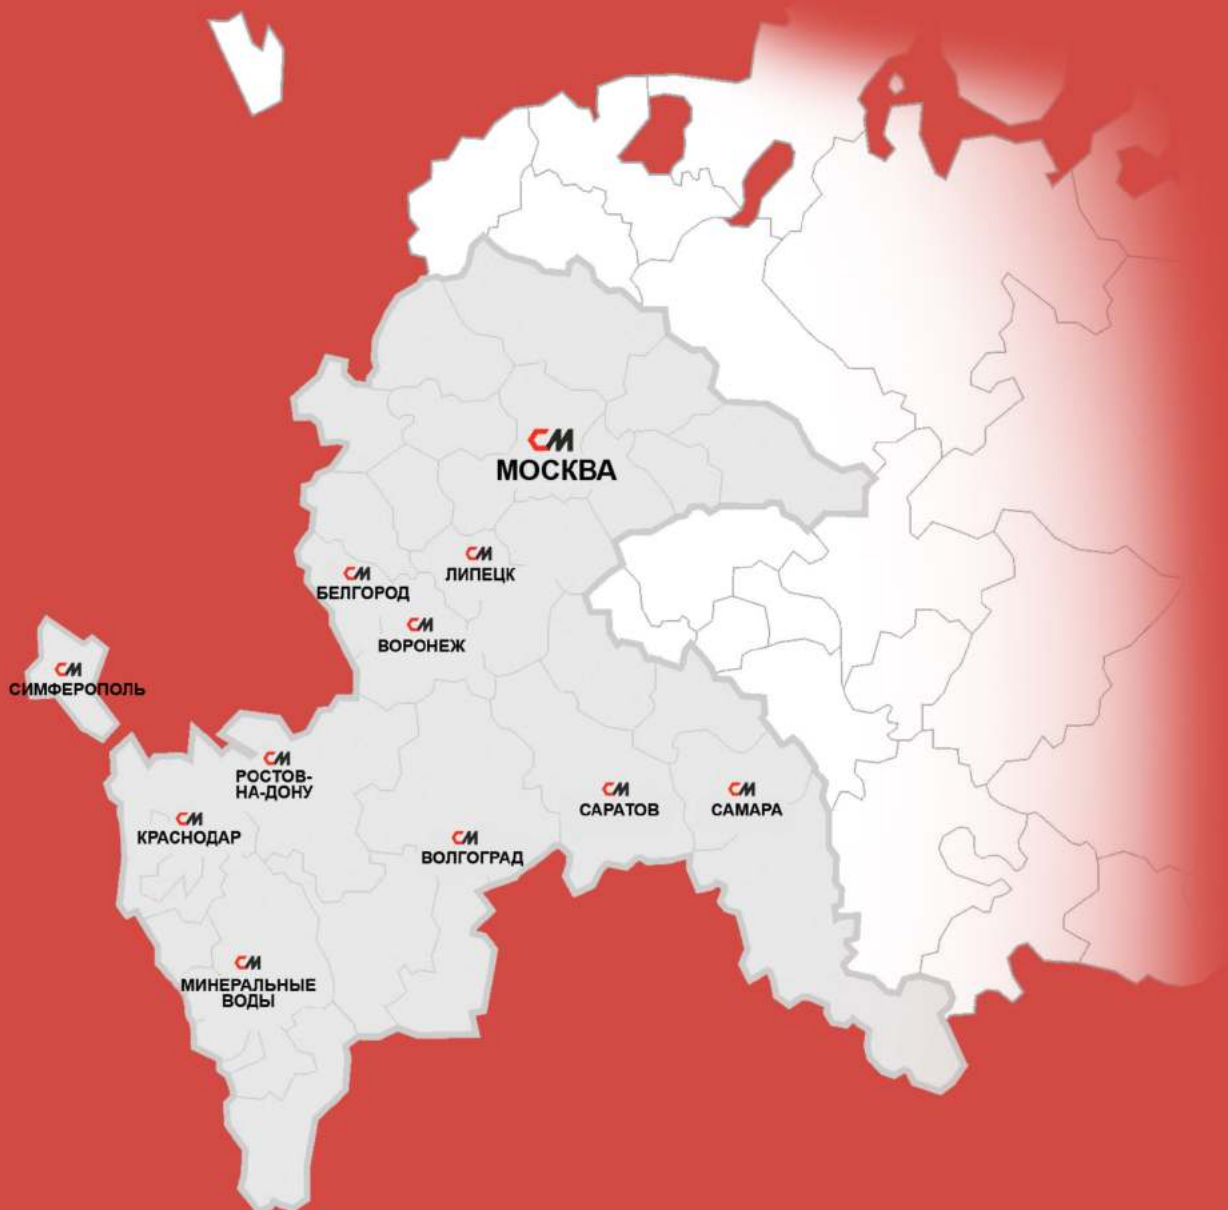 СМ
МОСКВА
СМ
ЛИПЕЦК
СМ
БЕЛГОРОД
СМ
ВОРОНЕЖ
СМ
СИМФЕРОПОЛЬ
СМ
РОСТОВ-
НА-ДОНУ
СМ
САРАТОВ
СМ
САМАРА
СМ
КРАСНОДАР
СМ
ВОЛГОГРАД
СМ
МИНЕРАЛЬНЫЕ
ВОДЫ